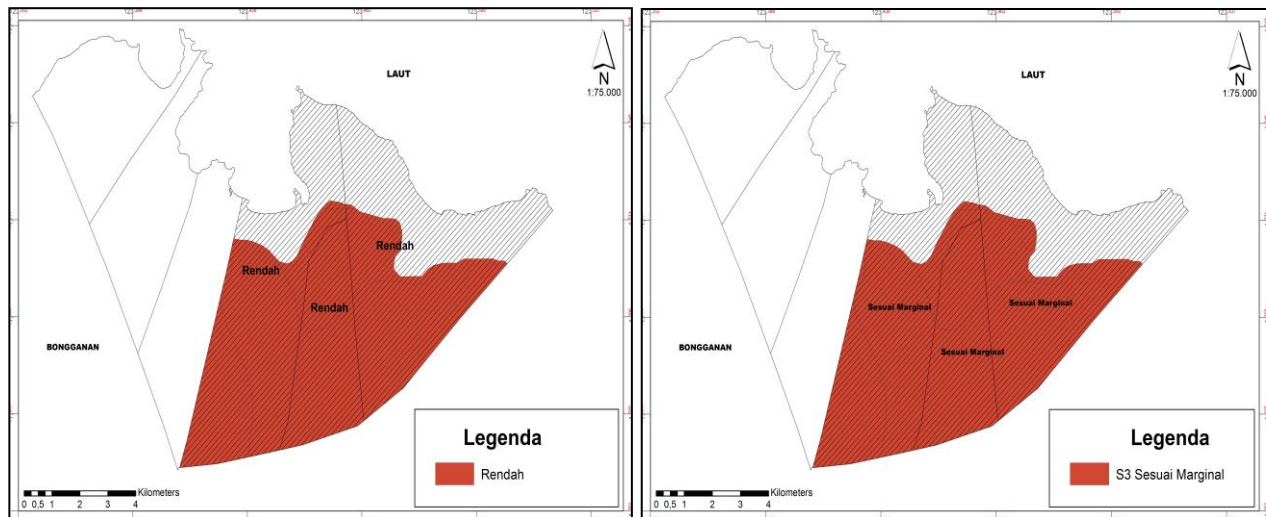 LAUT
N
1:75.000
Rendah
Rendah
Rendah
BONGGANAN
Legenda
Rendah
Kilometers
0 0,5 1 2 3 4
LAUT
N
1:75.000
Sesuai Marginal
Sesuai Marginal
Sesuai Marginal
BONGGANAN
Legenda
S3 Sesuai Marginal
Kilometers
0 0,5 1 2 3 4